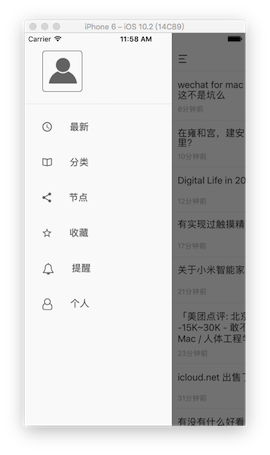 iPhone 6 – iOS 10.2 (14C89)
Carrier 11:58 AM
最新
分类
节点
收藏
提醒
个人
wechat for mac
这不是坑么
8分钟前
在雍和宫，建安
里?
10分钟前
Digital Life in 20
12分钟前
有实现过触摸精
17分钟前
关于小米智能家
21分钟前
「美团点评: 北京
-15K~30K - 敢不
Mac / 人体工程学
23分钟前
icloud.net 出售了
31分钟前
有没有什么好看